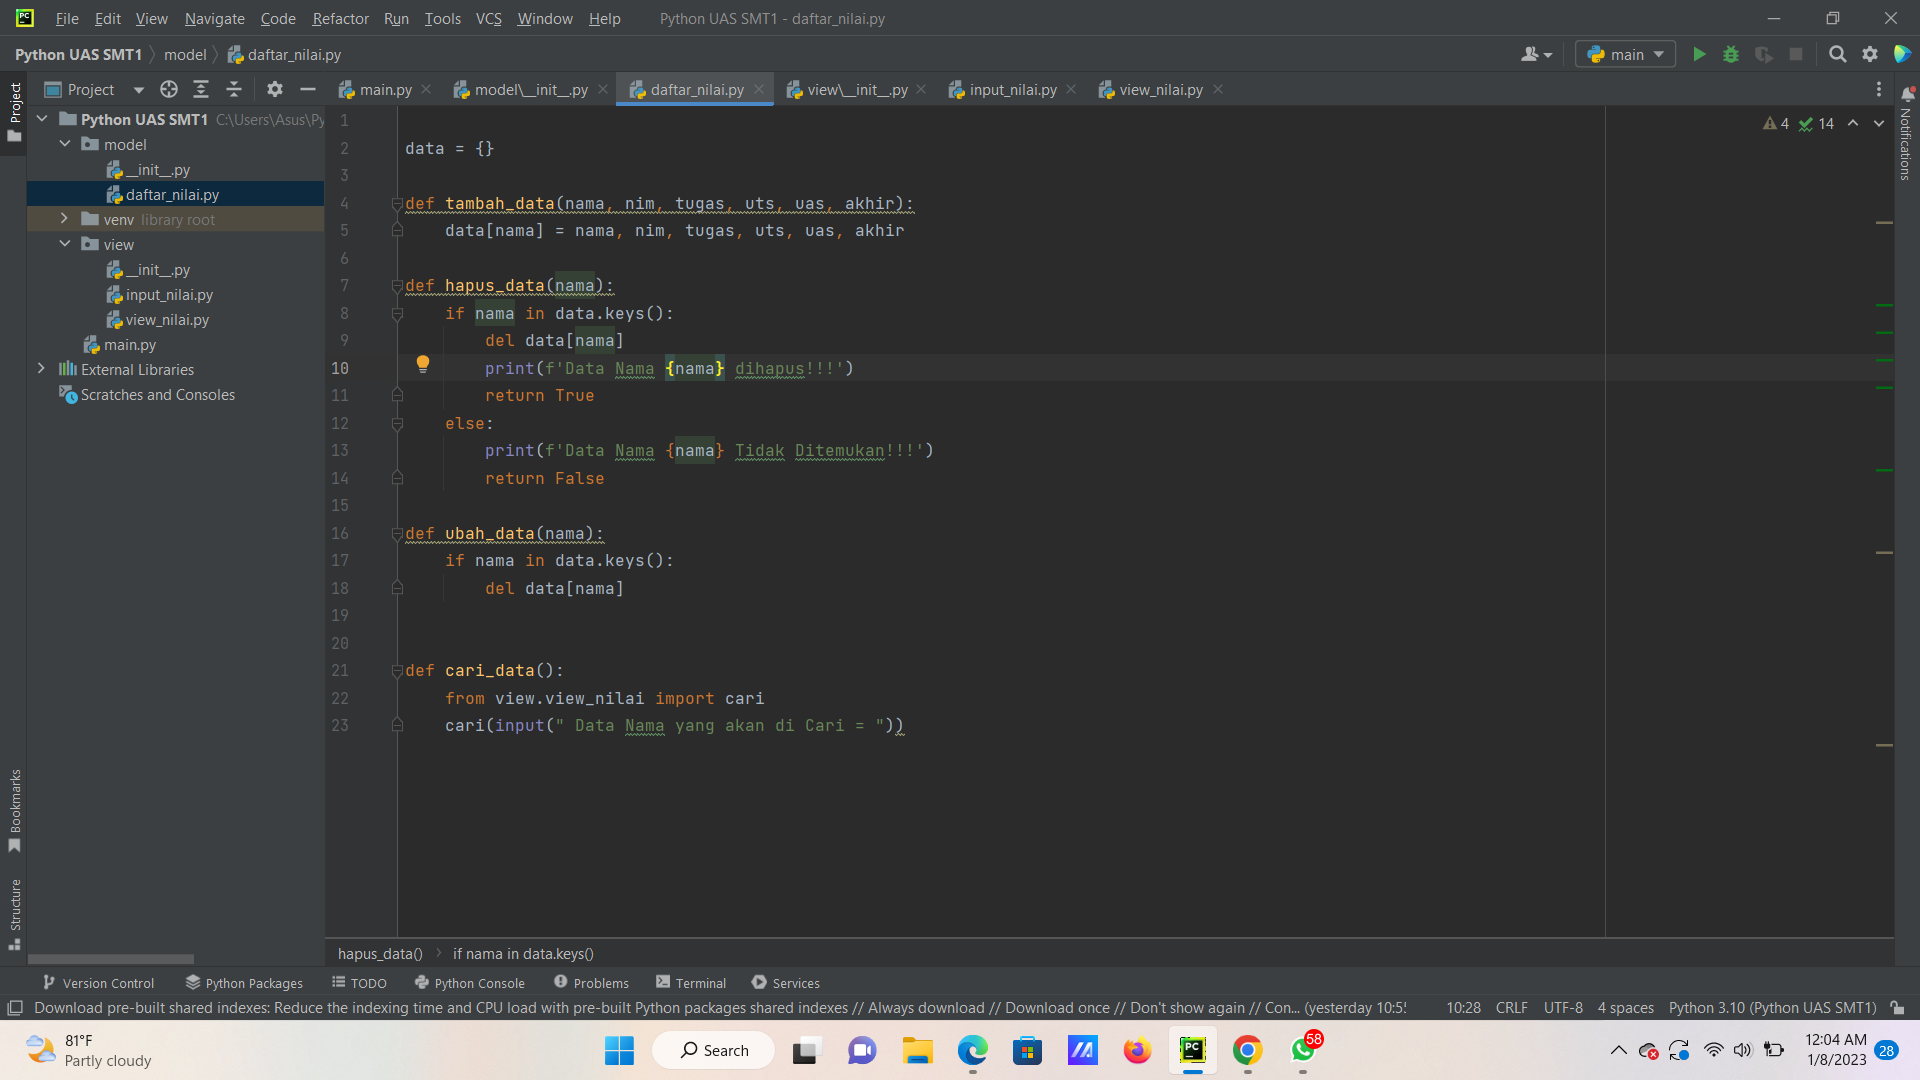 File Edit View Navigate Code Refactor Run Tools VCS Window Help Python UAS SMT1 - daftar_nilai.py
Python UAS SMT1 model daftar_nilai.py main
Project main.py model\__init__.py daftar_nilai.py view\__init__.py input_nilai.py view_nilai.py
Project
Notifications
Python UAS SMT1 C:\Users\Asus\Py
model
__init__.py
daftar_nilai.py
venv library root
view
__init__.py
input_nilai.py
view_nilai.py
main.py
External Libraries
Scratches and Consoles
4 14
1
2 data = {}
3
4 def tambah_data(nama, nim, tugas, uts, uas, akhir):
5 data[nama] = nama, nim, tugas, uts, uas, akhir
6
7 def hapus_data(nama):
8 if nama in data.keys():
9 del data[nama]
10 print(f'Data Nama {nama} dihapus!!!')
11 return True
12 else:
13 print(f'Data Nama {nama} Tidak Ditemukan!!!')
14 return False
15
16 def ubah_data(nama):
17 if nama in data.keys():
18 del data[nama]
19
20
21 def cari_data():
22 from view.view_nilai import cari
23 cari(input(" Data Nama yang akan di Cari = "))
Bookmarks
Structure
hapus_data() if nama in data.keys()
Version Control Python Packages TODO Python Console Problems Terminal Services
Download pre-built shared indexes: Reduce the indexing time and CPU load with pre-built Python packages shared indexes // Always download // Download once // Don't show again // Con... (yesterday 10:5 10:28 CRLF UTF-8 4 spaces Python 3.10 (Python UAS SMT1)
81°F
Partly cloudy
Search
PC
58
12:04 AM
1/8/2023
28